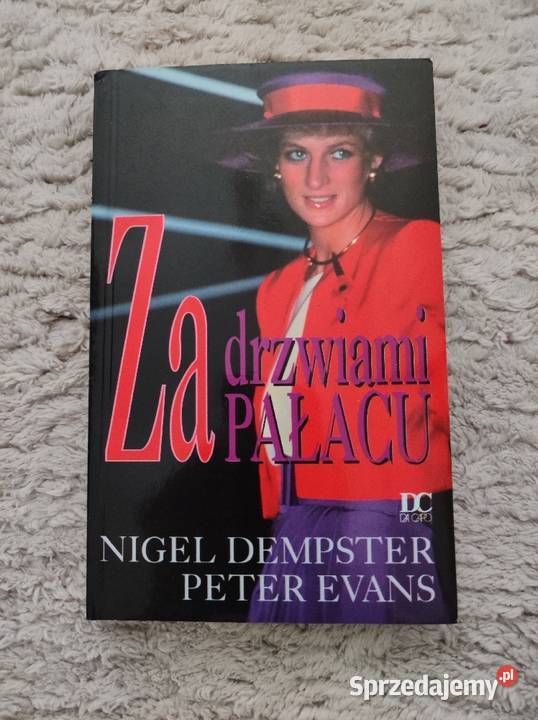 Za drzwiami
PAŁACU
DC
DA CAPO
NIGEL DEMPSTER
PETER EVANS
Sprzedajemy.pl